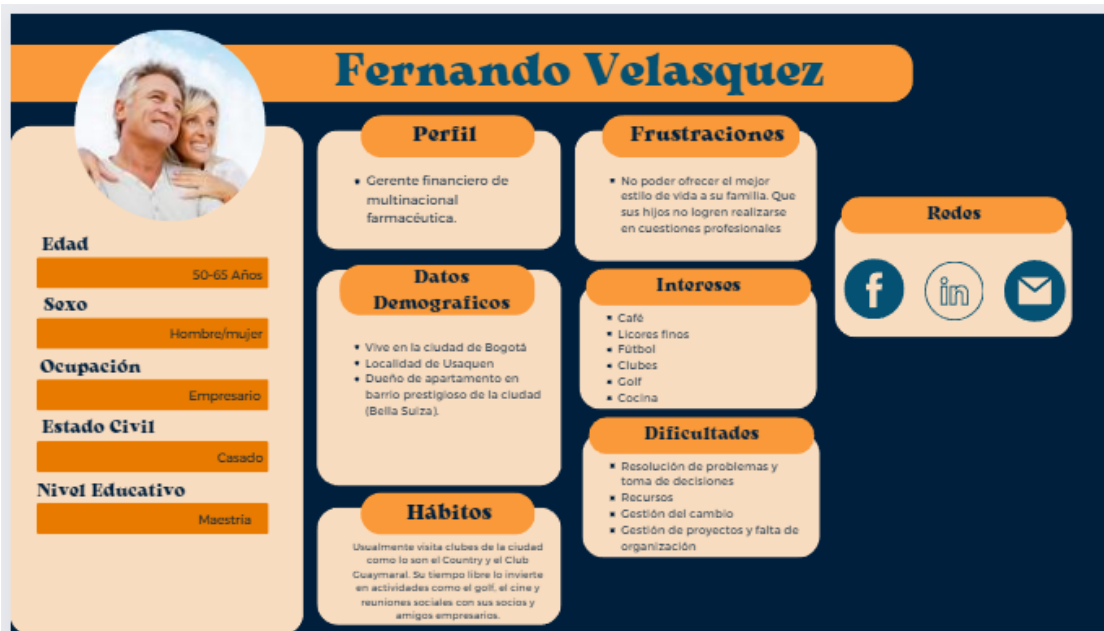 Fernando Velasquez
Edad
50-65 Años
Sexo
Hombre/mujer
Ocupación
Empresario
Estado Civil
Casado
Nivel Educativo
Maestría
Perfil
Gerente financiero de
multinacional
farmacéutica.
Datos
Demograficos
Vive en la ciudad de Bogotá
Localidad de Usaquen
Dueño de apartamento en
barrio prestigioso de la ciudad
(Bella Suiza).
Hábitos
Usualmente visita clubes de la ciudad
como lo son el Country y el Club
Guaymaral. Su tiempo libre lo invierte
en actividades como el golf, el cine y
reuniones sociales con sus socios y
amigos empresarios.
Frustraciones
No poder ofrecer el mejor
estilo de vida a su familia. Que
sus hijos no logren realizarse
en cuestiones profesionales
Intereses
Café
Licores finos
Fútbol
Clubes
Golf
Cocina
Dificultades
Resolución de problemas y
toma de decisiones
Recursos
Gestión del cambio
Gestión de proyectos y falta de
organización
Redes
f
in